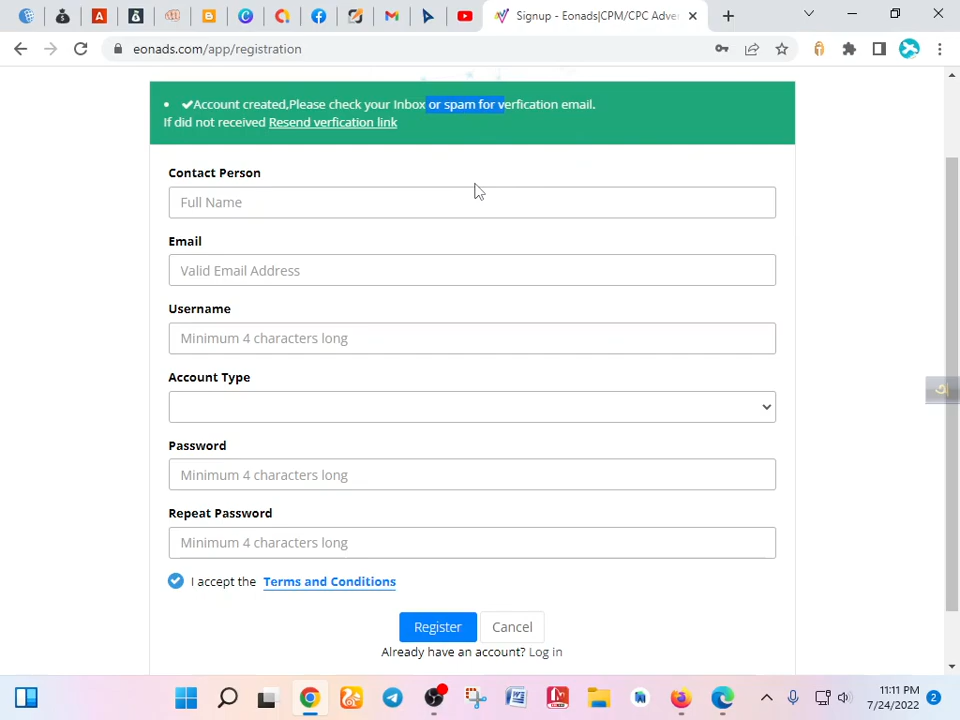 Signup - Eonads|CPM/CPC Adve
eonads.com/app/registration
Account created,Please check your Inbox or spam for verfication email.
If did not received Resend verfication link
Contact Person
Full Name
Email
Valid Email Address
Username
Minimum 4 characters long
Account Type
Password
Minimum 4 characters long
Repeat Password
Minimum 4 characters long
I accept the Terms and Conditions
Register Cancel
Already have an account? Log in
11:11 PM
7/24/2022
2